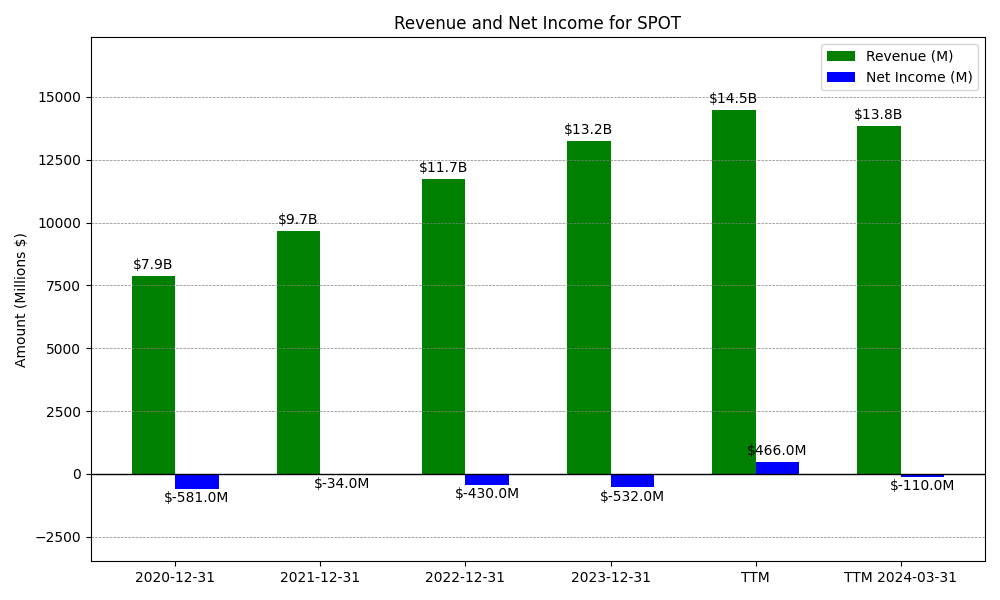 Revenue and Net Income for SPOT
Revenue (M)
Net Income (M)
Amount (Millions $)
15000
12500
10000
7500
5000
2500
0
−2500
$7.9B
$9.7B
$11.7B
$13.2B
$14.5B
$13.8B
$-581.0M
$-34.0M
$-430.0M
$-532.0M
$466.0M
$-110.0M
2020-12-31
2021-12-31
2022-12-31
2023-12-31
TTM
TTM 2024-03-31